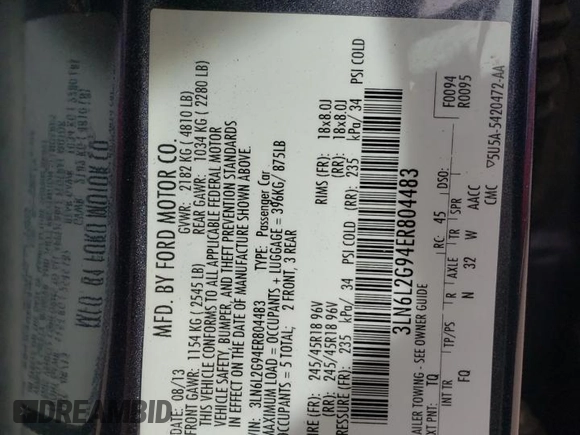 MFD. BY FORD MOTOR CO.
DATE: 08/13 GVWR: 2182 KG ( 4810 LB)
FRONT GAWR: 1154 KG (2545 LB) REAR GAWR: 1034 KG ( 2280 LB)
THIS VEHICLE CONFORMS TO ALL APPLICABLE FEDERAL MOTOR
VEHICLE SAFETY, BUMPER, AND THEFT PREVENTION STANDARDS
IN EFFECT ON THE DATE OF MANUFACTURE SHOWN ABOVE.
VIN: 3LN6L2G94ER804483 TYPE: Passenger Car
MAXIMUM LOAD = OCCUPANTS + LUGGAGE = 396KG/ 875LB
OCCUPANTS = 5 TOTAL; 2 FRONT, 3 REAR
TIRE (FR): 245/45R18 96V RIMS (FR): 18x8.0J
(RR): 245/45R18 96V (RR): 18x8.0J
PRESSURE (FR): 235 kPa/ 34 PSI COLD (RR): 235 kPa/ 34 PSI COLD
3LN6L2G94ER804483
TRAILER TOWING - SEE OWNER GUIDE
EXT PNT: TQ RC: 45 DSO:
F0094
R0095
INT TR TP/PS R AXLE TR SPR
FQ N 32 W AACC
CMC ▽5U5A-5420472-AA
DREAMBID